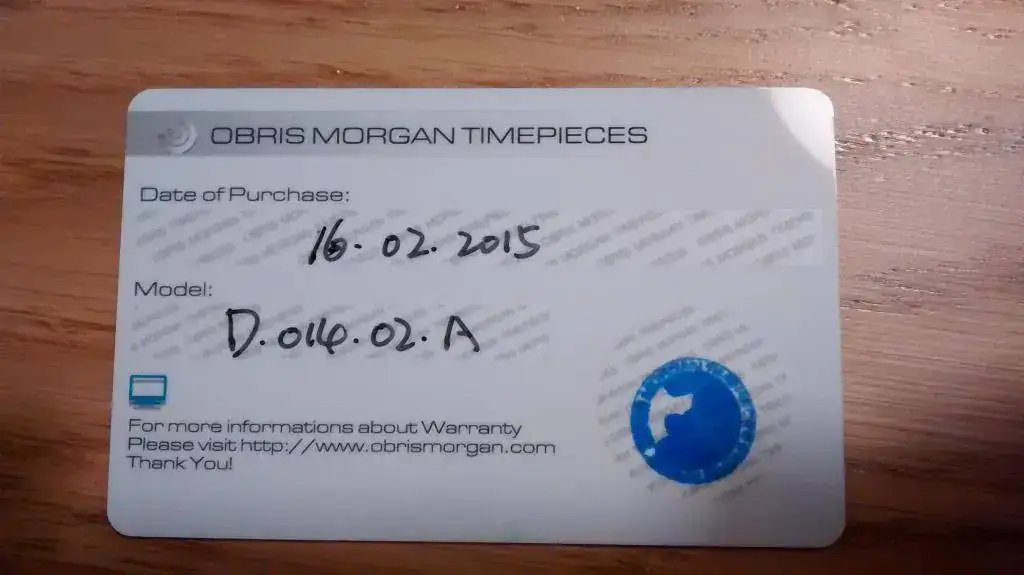 OBRIS MORGAN TIMEPIECES
Date of Purchase:
16.02.2015
Model:
D.014.02.A
For more informations about Warranty
Please visit http://www.obrismorgan.com
Thank You!